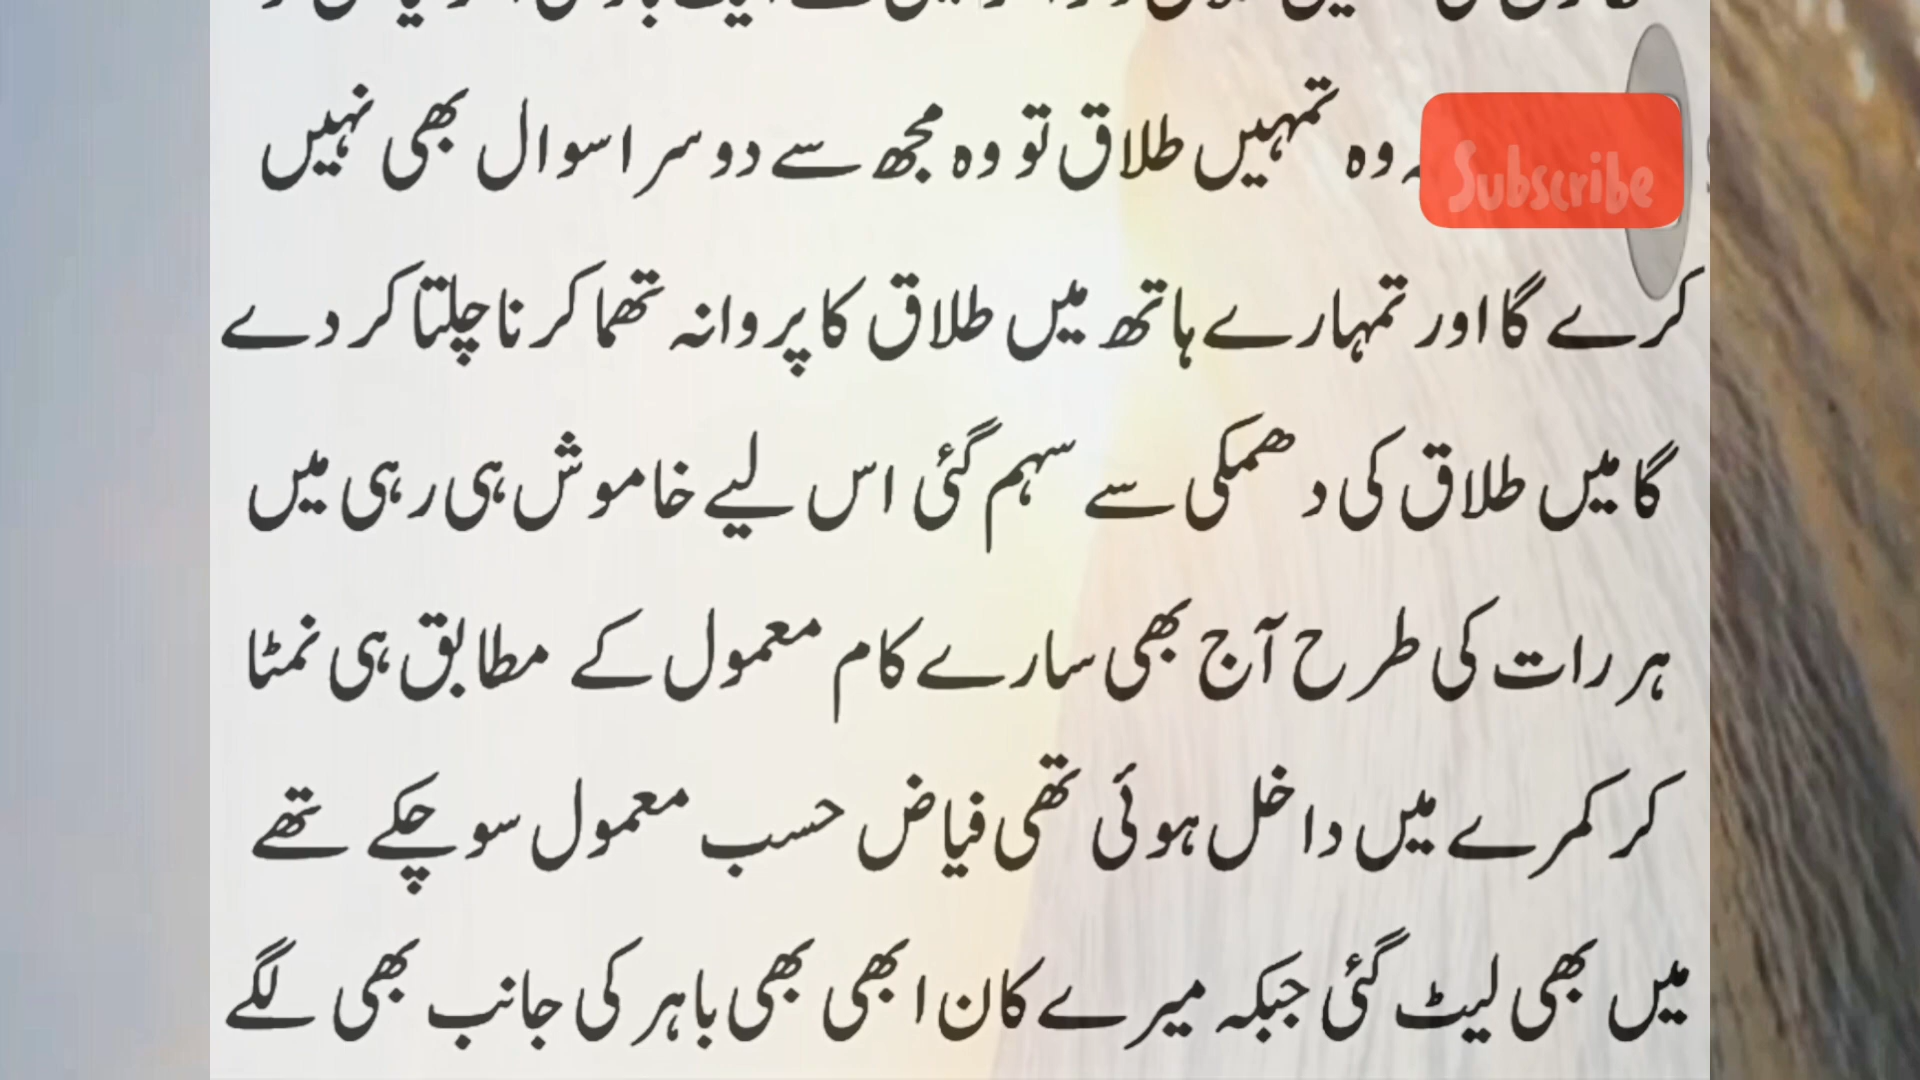 وہ تمہیں طلاق تو وہ مجھ سے دوسرا سوال بھی نہیں
Subscribe
کرے گا اور تمہارے ہاتھ میں طلاق کا پروانہ تھما کر نا چلتا کر دے
گا میں طلاق کی دھمکی سے سہم گئی اس لیے خاموش ہی رہی میں
ہر رات کی طرح آج بھی سارے کام معمول کے مطابق ہی نمٹا
کر کمرے میں داخل ہوئی تھی فیاض حسب معمول سو چکے تھے
میں بھی لیٹ گئی جبکہ میرے کان ابھی بھی باہر کی جانب بھی لگے